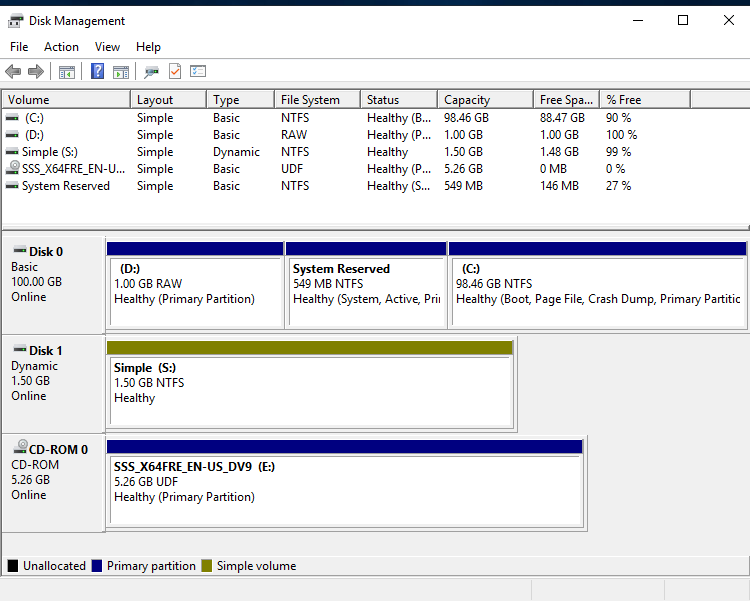 Disk Management
File Action View Help
Volume Layout Type File System Status Capacity Free Spa... % Free
(C:) Simple Basic NTFS Healthy (B... 98.46 GB 88.47 GB 90 %
(D:) Simple Basic RAW Healthy (P... 1.00 GB 1.00 GB 100 %
Simple (S:) Simple Dynamic NTFS Healthy 1.50 GB 1.48 GB 99 %
SSS_X64FRE_EN-U... Simple Basic UDF Healthy (P... 5.26 GB 0 MB 0 %
System Reserved Simple Basic NTFS Healthy (S... 549 MB 146 MB 27 %
Disk 0
Basic
100.00 GB
Online
(D:)
1.00 GB RAW
Healthy (Primary Partition)
System Reserved
549 MB NTFS
Healthy (System, Active, Pri
(C:)
98.46 GB NTFS
Healthy (Boot, Page File, Crash Dump, Primary Partitic
Disk 1
Dynamic
1.50 GB
Online
Simple (S:)
1.50 GB NTFS
Healthy
CD-ROM 0
CD-ROM
5.26 GB
Online
SSS_X64FRE_EN-US_DV9 (E:)
5.26 GB UDF
Healthy (Primary Partition)
Unallocated Primary partition Simple volume